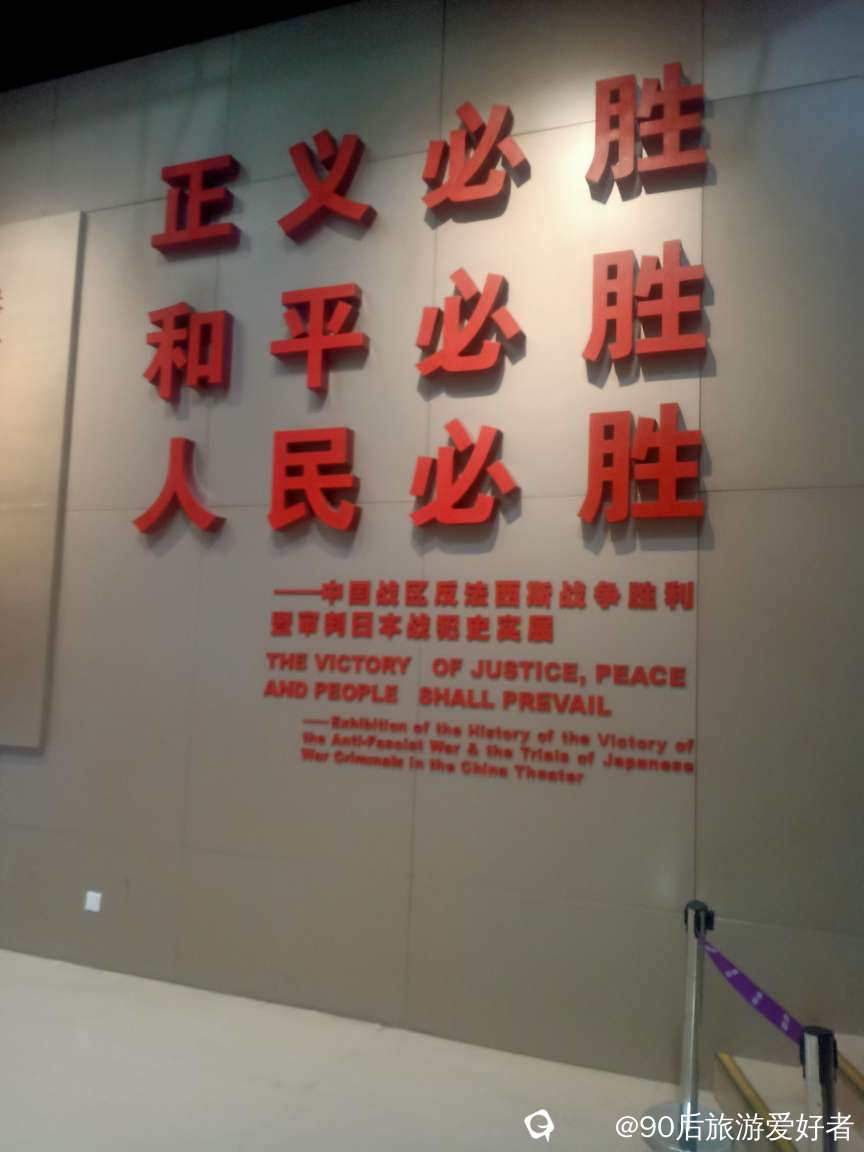 正义必胜
和平必胜
人民必胜
——中国战区反法西斯战争胜利
暨审判日本战犯史实展
THE VICTORY OF JUSTICE, PEACE
AND PEOPLE SHALL PREVAIL
——Exhibition of the History of the Victory of
the Anti-Fascist War & the Trials of Japanese
War Criminals in the China Theater
@90后旅游爱好者